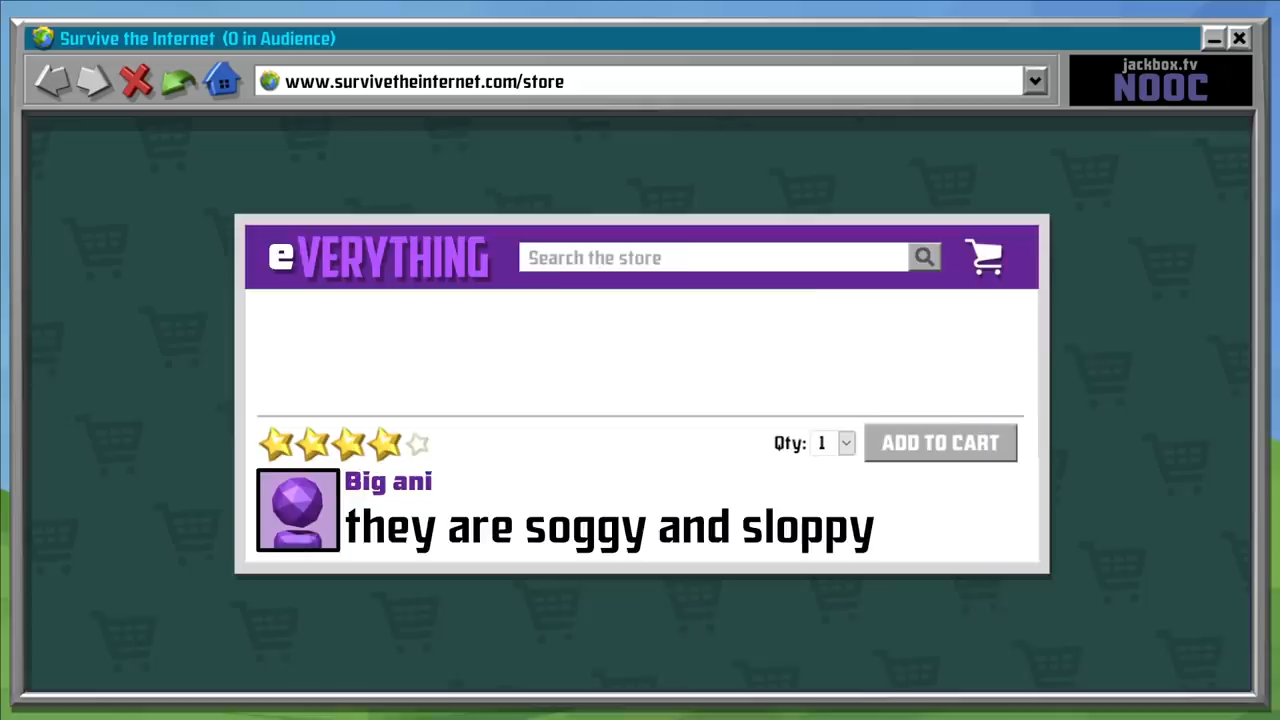 Survive the Internet (0 in Audience)
www.survivetheinternet.com/store
jackbox.tv
NOOC
eVERYTHING
Search the store
Qty: 1
ADD TO CART
Big ani
they are soggy and sloppy